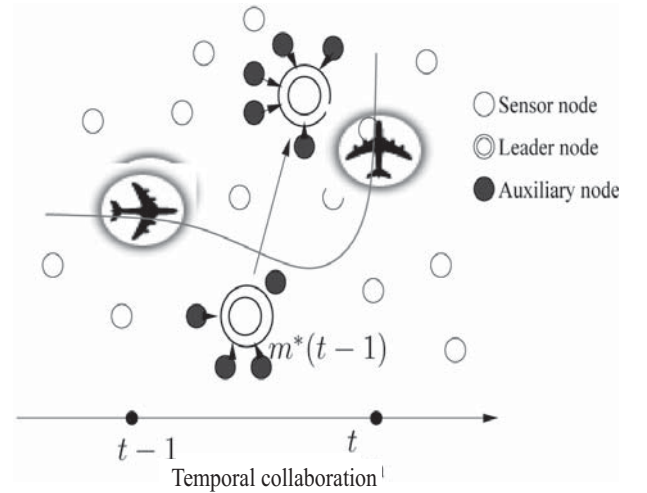 Sensor node
Leader node
Auxiliary node
m*(t − 1)
t − 1
t
Temporal collaboration